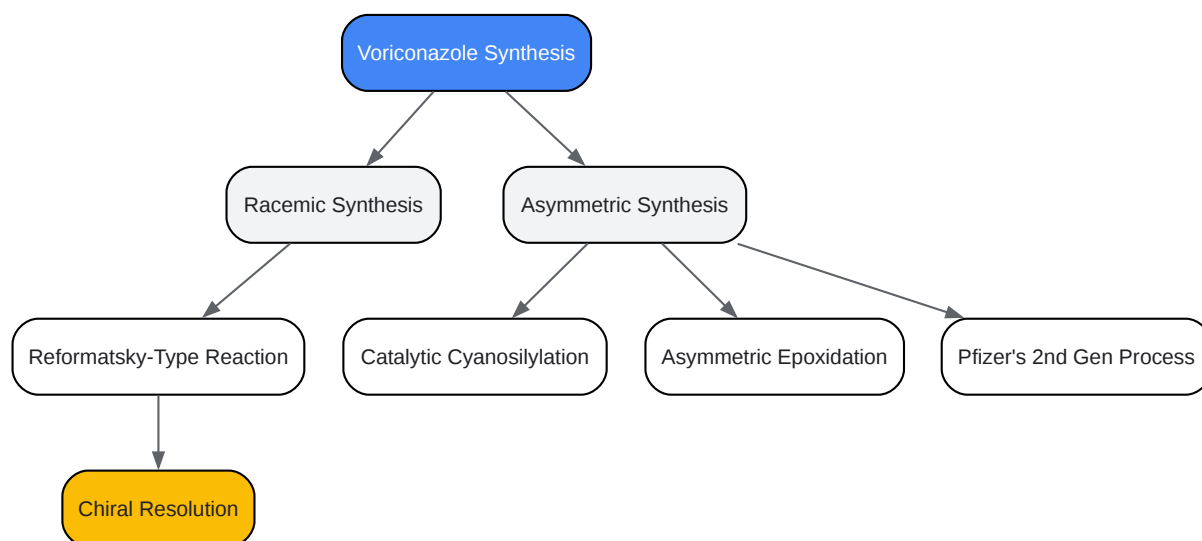 Voriconazole Synthesis
Racemic Synthesis
Asymmetric Synthesis
Reformatsky-Type Reaction
Catalytic Cyanosilylation
Asymmetric Epoxidation
Pfizer's 2nd Gen Process
Chiral Resolution